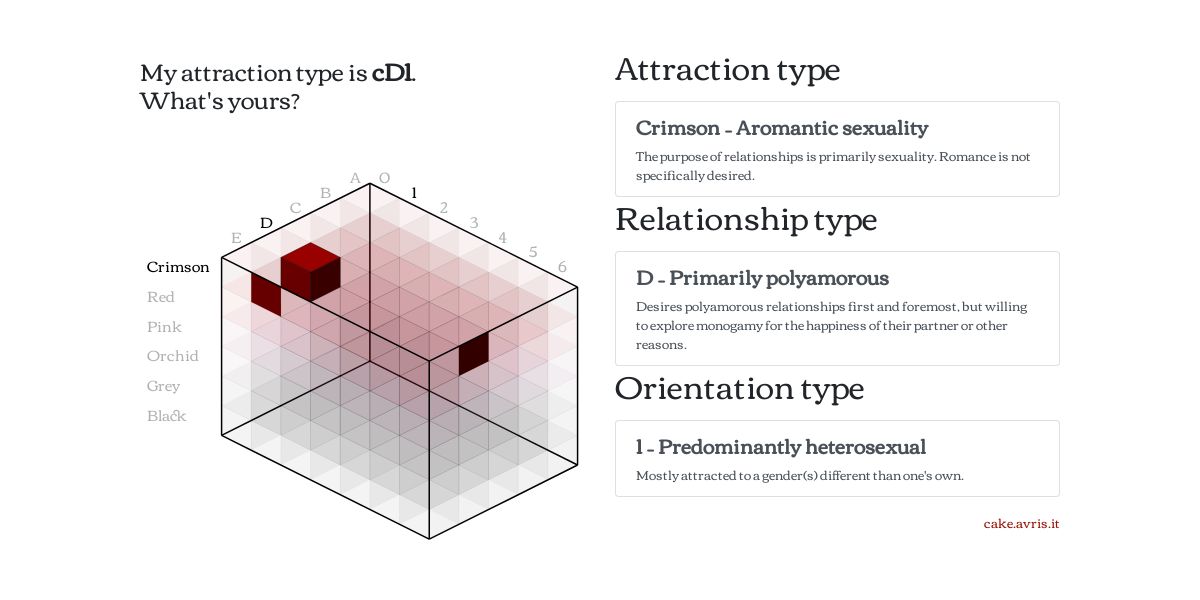 My attraction type is cD1.
What's yours?
A O
B 1
C 2
D 3
E 4
5
6
Crimson
Red
Pink
Orchid
Grey
Black
Attraction type
Crimson - Aromantic sexuality
The purpose of relationships is primarily sexuality. Romance is not
specifically desired.
Relationship type
D - Primarily polyamorous
Desires polyamorous relationships first and foremost, but willing
to explore monogamy for the happiness of their partner or other
reasons.
Orientation type
1 - Predominantly heterosexual
Mostly attracted to a gender(s) different than one's own.
cake.avris.it